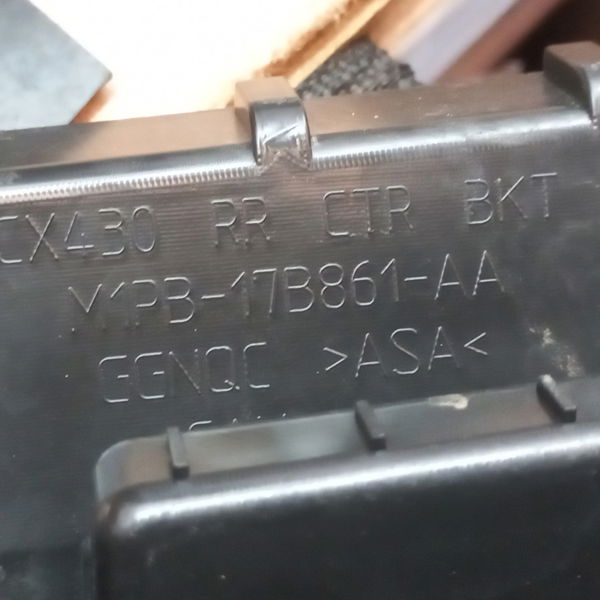 CX430 RR CTR BKT
M1PB-17B861-AA
GGNQC >ASA<